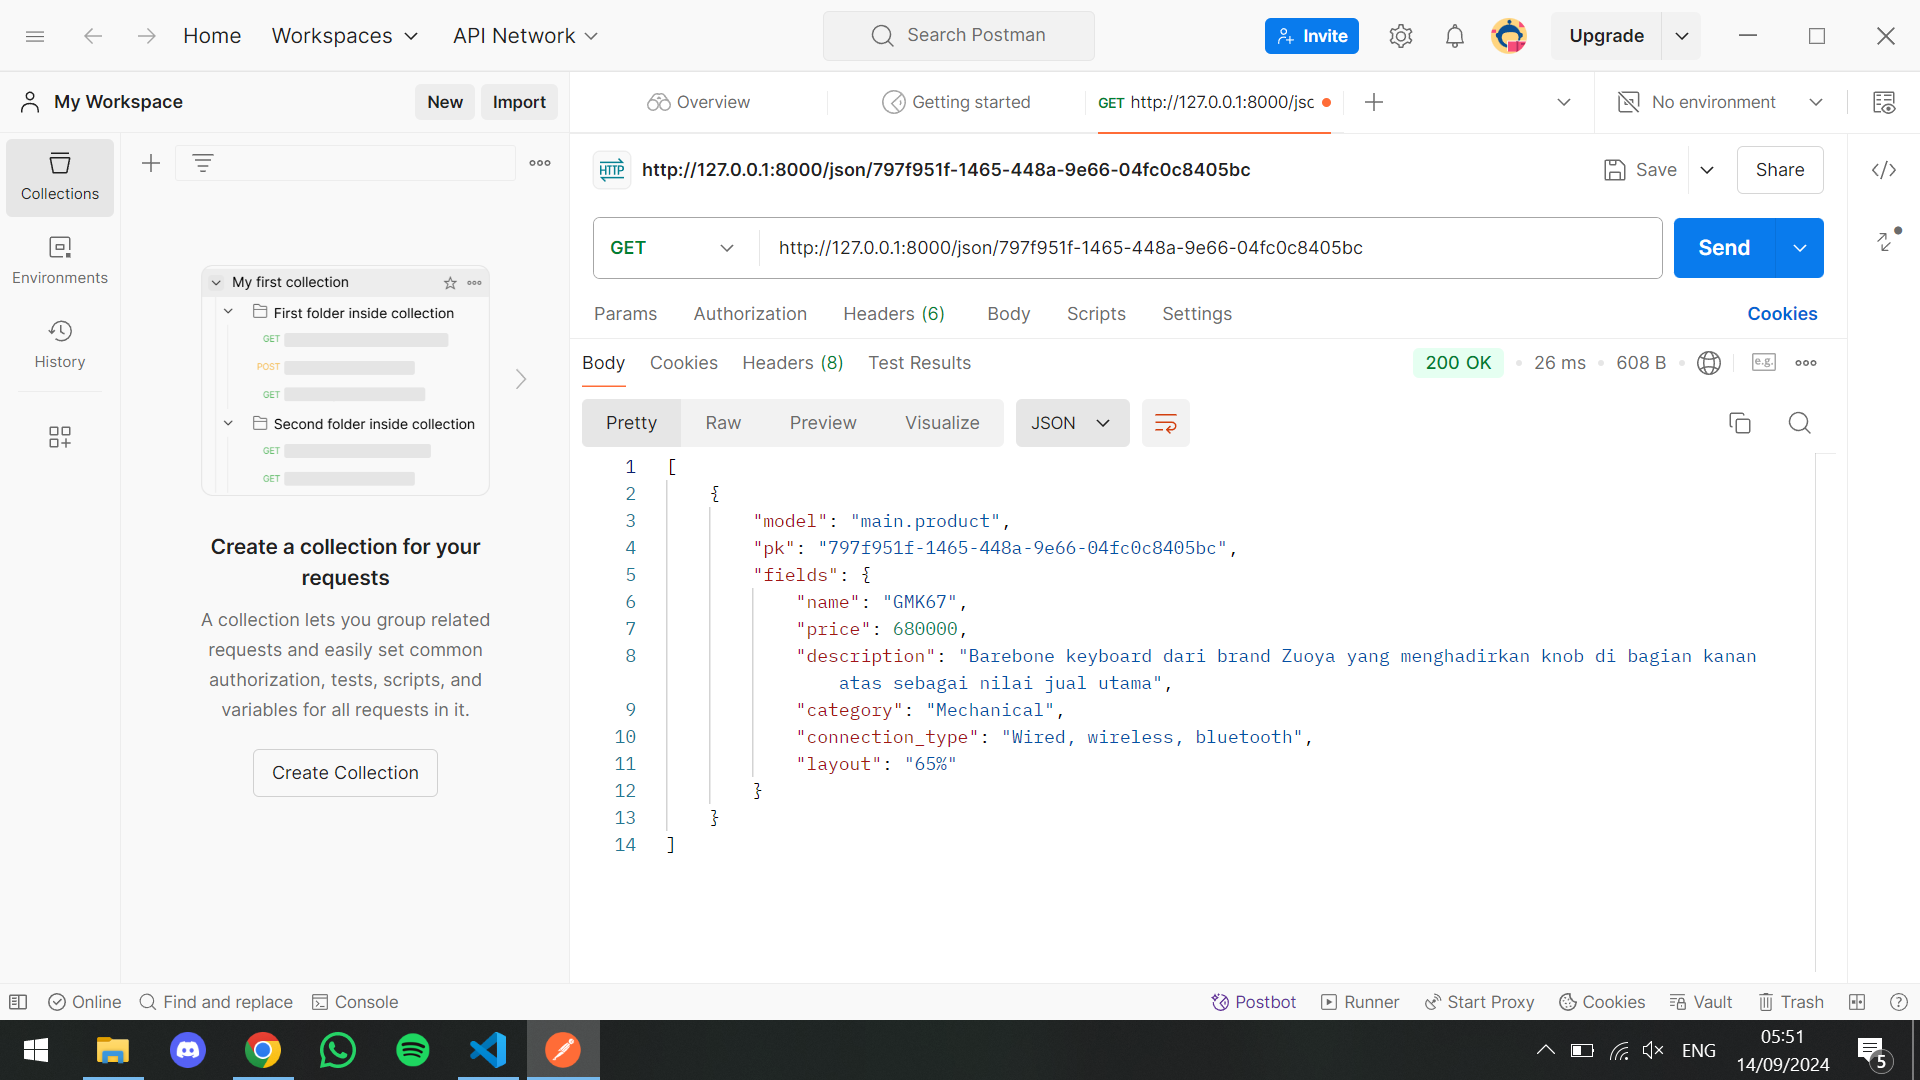 Home
Workspaces
API Network
Search Postman
Invite
Upgrade
My Workspace
New
Import
Overview
Getting started
GET http://127.0.0.1:8000/jsc
No environment
Collections
Environments
History
My first collection
First folder inside collection
GET
POST
GET
Second folder inside collection
GET
GET
Create a collection for your
requests
A collection lets you group related
requests and easily set common
authorization, tests, scripts, and
variables for all requests in it.
Create Collection
HTTP
http://127.0.0.1:8000/json/797f951f-1465-448a-9e66-04fc0c8405bc
Save
Share
GET
http://127.0.0.1:8000/json/797f951f-1465-448a-9e66-04fc0c8405bc
Send
Params
Authorization
Headers (6)
Body
Scripts
Settings
Cookies
Body
Cookies
Headers (8)
Test Results
200 OK
26 ms
608 B
e.g.
Pretty
Raw
Preview
Visualize
JSON
1 [
2 {
3 "model": "main.product",
4 "pk": "797f951f-1465-448a-9e66-04fc0c8405bc",
5 "fields": {
6 "name": "GMK67",
7 "price": 680000,
8 "description": "Barebone keyboard dari brand Zuoya yang menghadirkan knob di bagian kanan
atas sebagai nilai jual utama",
9 "category": "Mechanical",
10 "connection_type": "Wired, wireless, bluetooth",
11 "layout": "65%"
12 }
13 }
14 ]
Online
Find and replace
Console
Postbot
Runner
Start Proxy
Cookies
Vault
Trash
ENG
05:51
14/09/2024
5